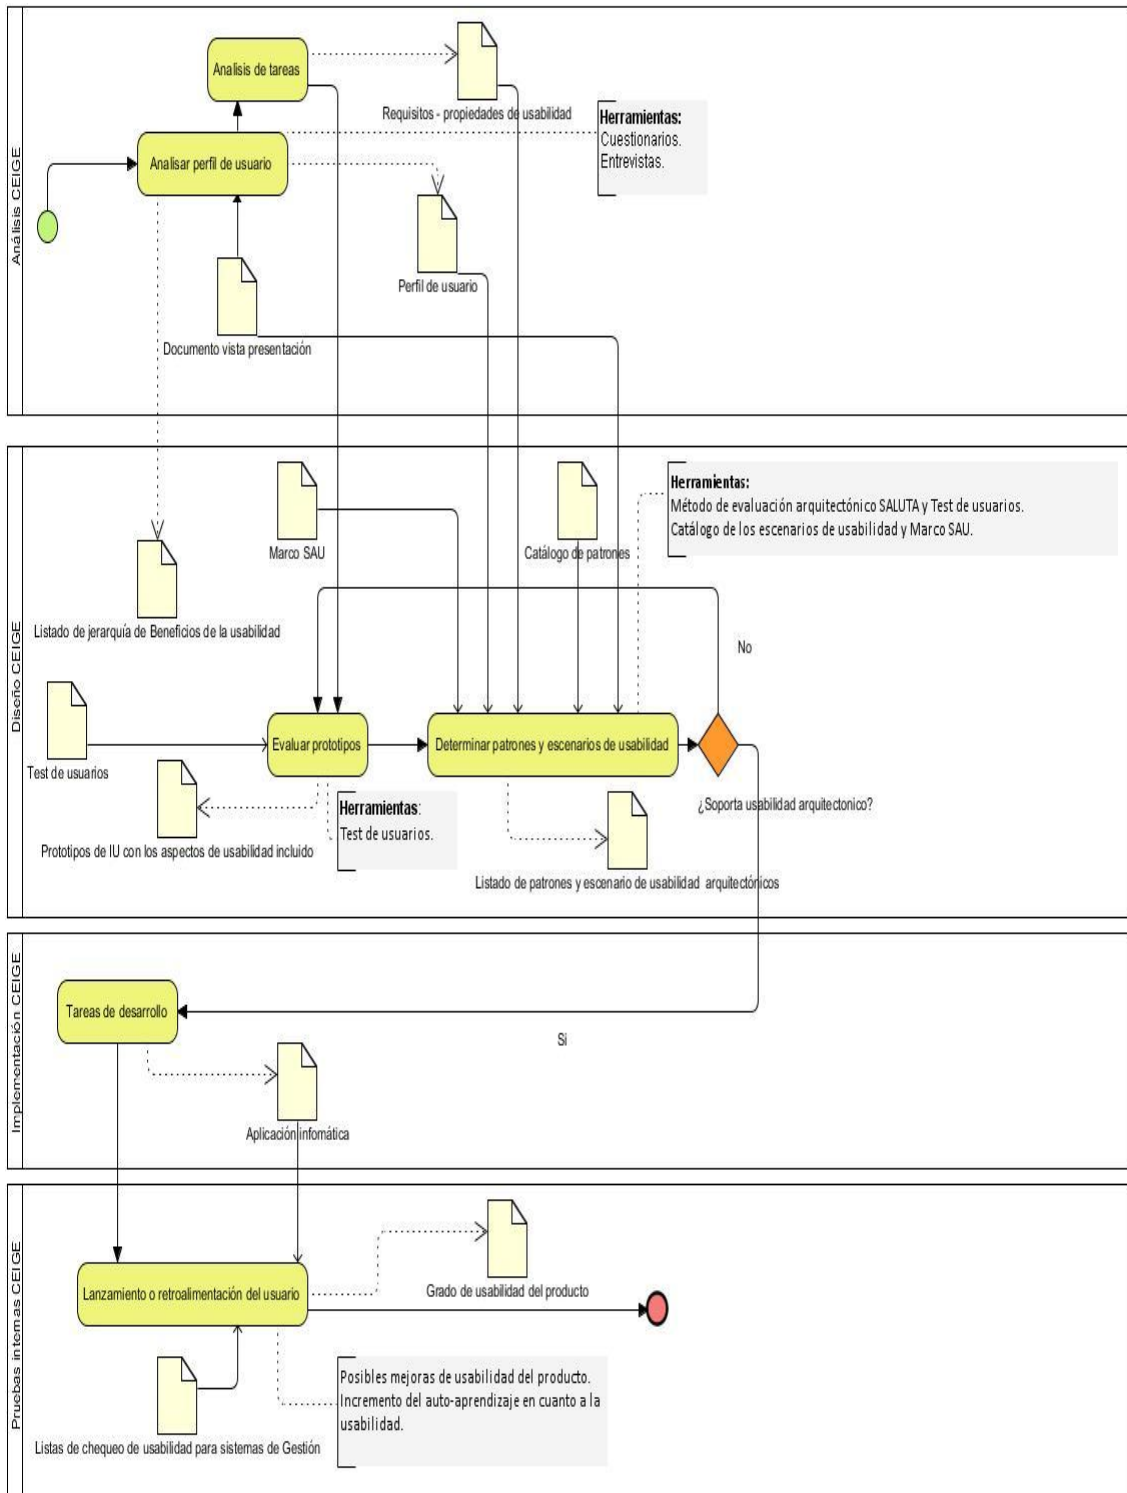 Análisis CEIGE
Analisis de tareas
Requisitos - propiedades de usabilidad
Herramientas:
Cuestionarios.
Entrevistas.
Analisar perfil de usuario
Perfil de usuario
Documento vista presentación
Diseño CEIGE
Marco SAU
Catálogo de patrones
Herramientas:
Método de evaluación arquitectónico SALUTA y Test de usuarios.
Catálogo de los escenarios de usabilidad y Marco SAU.
Listado de jerarquía de Beneficios de la usabilidad
No
Test de usuarios
Evaluar prototipos
Determinar patrones y escenarios de usabilidad
¿Soporta usabilidad arquitectonico?
Herramientas:
Test de usuarios.
Prototipos de IU con los aspectos de usabilidad incluido
Listado de patrones y escenario de usabilidad arquitectónicos
Implementación CEIGE
Tareas de desarrollo
Si
Aplicación infomática
Pruebas internas CEIGE
Lanzamiento o retroalimentación del usuario
Grado de usabilidad del producto
Posibles mejoras de usabilidad del producto.
Incremento del auto-aprendizaje en cuanto a la
usabilidad.
Listas de chequeo de usabilidad para sistemas de Gestión